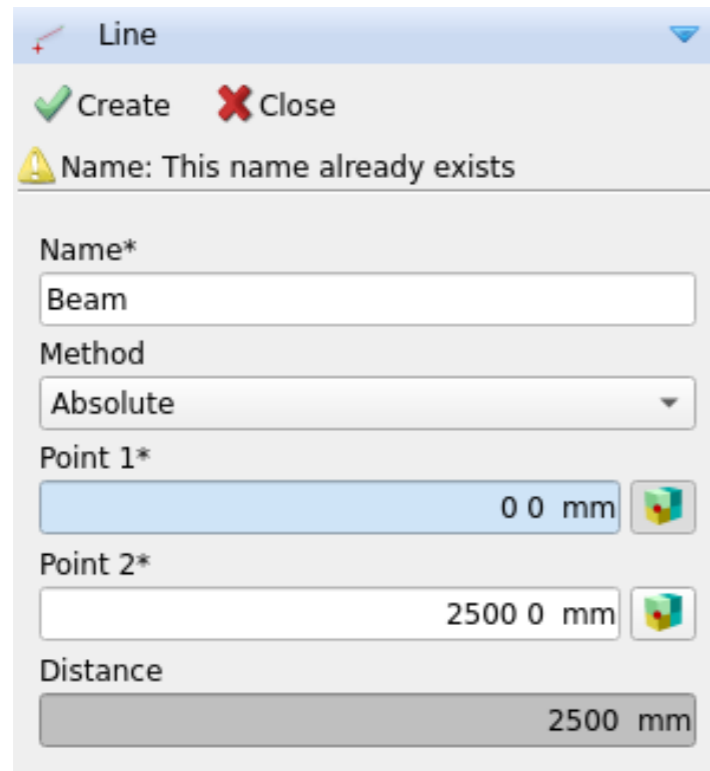 Line
Create Close
Name: This name already exists
Name*
Beam
Method
Absolute
Point 1*
0 0 mm
Point 2*
2500 0 mm
Distance
2500 mm